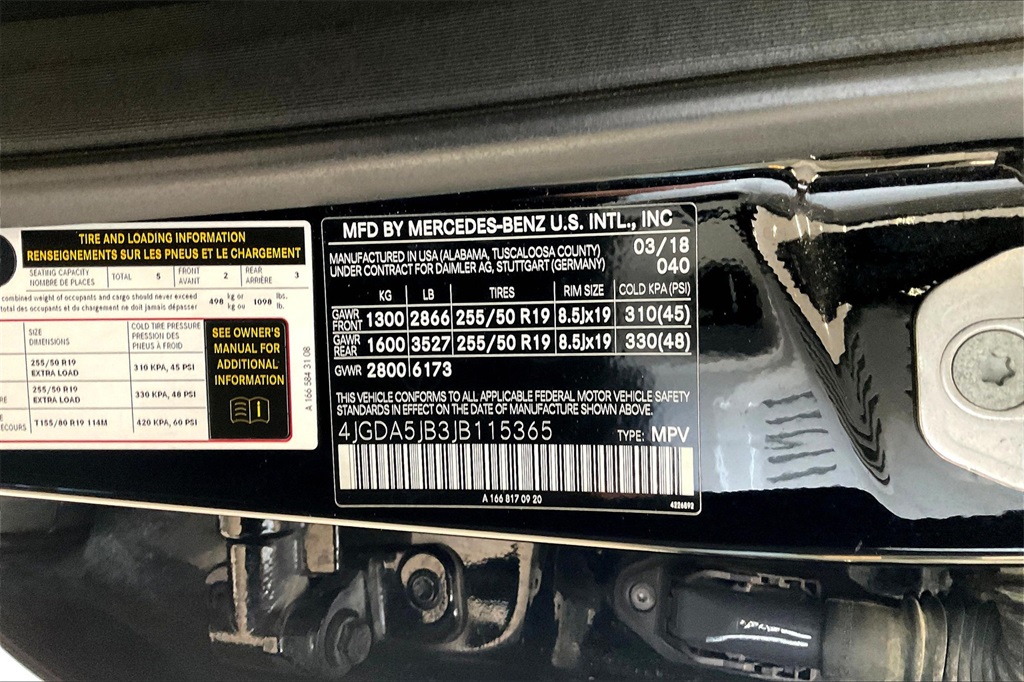 TIRE AND LOADING INFORMATION
RENSEIGNEMENTS SUR LES PNEUS ET LE CHARGEMENT
SEATING CAPACITY
NOMBRE DE PLACES
TOTAL 5
FRONT
AVANT
2
REAR
ARRIÈRE
3
combined weight of occupants and cargo should never exceed
total des occupants et du chargement ne doit jamais dépasser
498 kg or
kg ou
1098 lbs.
lb.
SIZE
DIMENSIONS
COLD TIRE PRESSURE
PRESSION DES
PNEUS À FROID
255/50 R19
EXTRA LOAD
310 KPA, 45 PSI
255/50 R19
EXTRA LOAD
330 KPA, 48 PSI
T155/80 R19 114M
420 KPA, 60 PSI
SEE OWNER'S
MANUAL FOR
ADDITIONAL
INFORMATION
A 166 584 31 08
MFD BY MERCEDES-BENZ U.S. INTL., INC
MANUFACTURED IN USA (ALABAMA, TUSCALOOSA COUNTY)
UNDER CONTRACT FOR DAIMLER AG, STUTTGART (GERMANY)
03/18
040
KG LB TIRES RIM SIZE COLD KPA (PSI)
GAWR
FRONT
1300 2866 255/50 R19 8.5Jx19 310(45)
GAWR
REAR
1600 3527 255/50 R19 8.5Jx19 330(48)
GVWR 2800 6173
THIS VEHICLE CONFORMS TO ALL APPLICABLE FEDERAL MOTOR VEHICLE SAFETY
STANDARDS IN EFFECT ON THE DATE OF MANUFACTURE SHOWN ABOVE.
4JGDA5JB3JB115365 TYPE: MPV
A 166 817 09 20
4226892